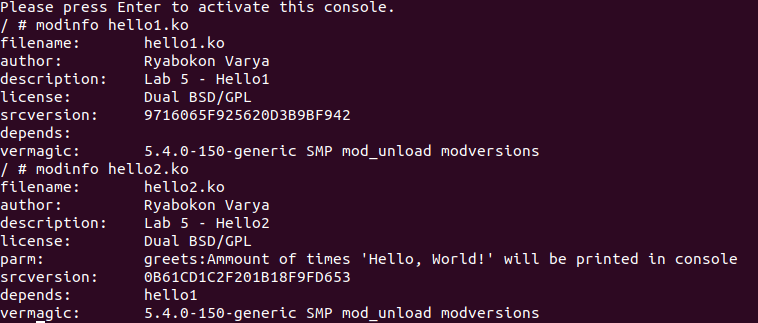 Please press Enter to activate this console.
/ # modinfo hello1.ko
filename:       hello1.ko
author:         Ryabokon Varya
description:    Lab 5 - Hello1
license:        Dual BSD/GPL
srcversion:     9716065F925620D3B9BF942
depends:
vermagic:       5.4.0-150-generic SMP mod_unload modversions
/ # modinfo hello2.ko
filename:       hello2.ko
author:         Ryabokon Varya
description:    Lab 5 - Hello2
license:        Dual BSD/GPL
parm:           greets:Ammount of times 'Hello, World!' will be printed in console
srcversion:     0B61CD1C2F201B18F9FD653
depends:        hello1
vermagic:       5.4.0-150-generic SMP mod_unload modversions